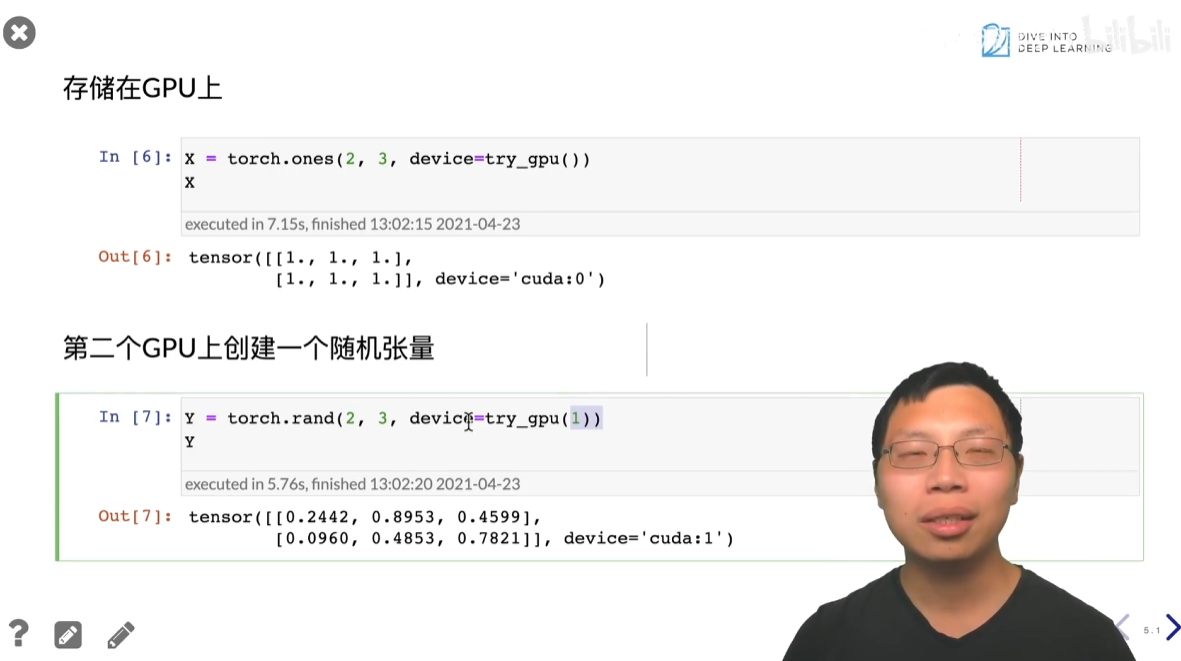 DIVE INTO
DEEP LEARNING
bilibili
存储在GPU上
In [6]: X = torch.ones(2, 3, device=try_gpu())
X
executed in 7.15s, finished 13:02:15 2021-04-23
Out[6]: tensor([[1., 1., 1.],
[1., 1., 1.]], device='cuda:0')
第二个GPU上创建一个随机张量
In [7]: Y = torch.rand(2, 3, device=try_gpu(1))
Y
executed in 5.76s, finished 13:02:20 2021-04-23
Out[7]: tensor([[0.2442, 0.8953, 0.4599],
[0.0960, 0.4853, 0.7821]], device='cuda:1')
?
5.1